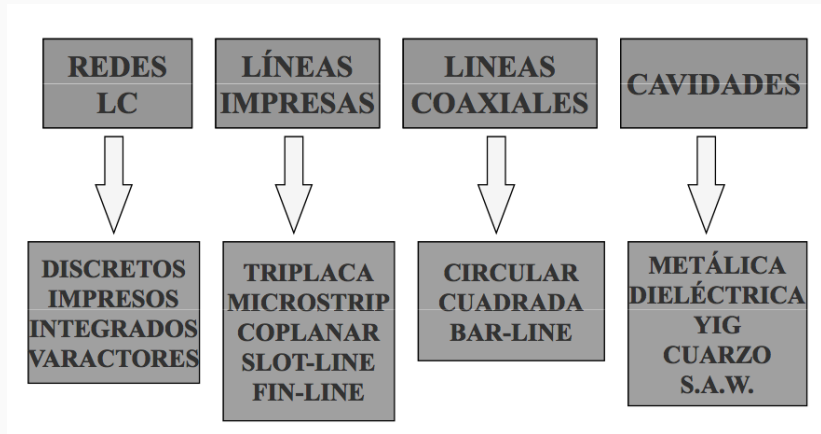 REDES
LC
LÍNEAS
IMPRESAS
LINEAS
COAXIALES
CAVIDADES
DISCRETOS
IMPRESOS
INTEGRADOS
VARACTORES
TRIPLACA
MICROSTRIP
COPLANAR
SLOT-LINE
FIN-LINE
CIRCULAR
CUADRADA
BAR-LINE
METÁLICA
DIELÉCTRICA
YIG
CUARZO
S.A.W.